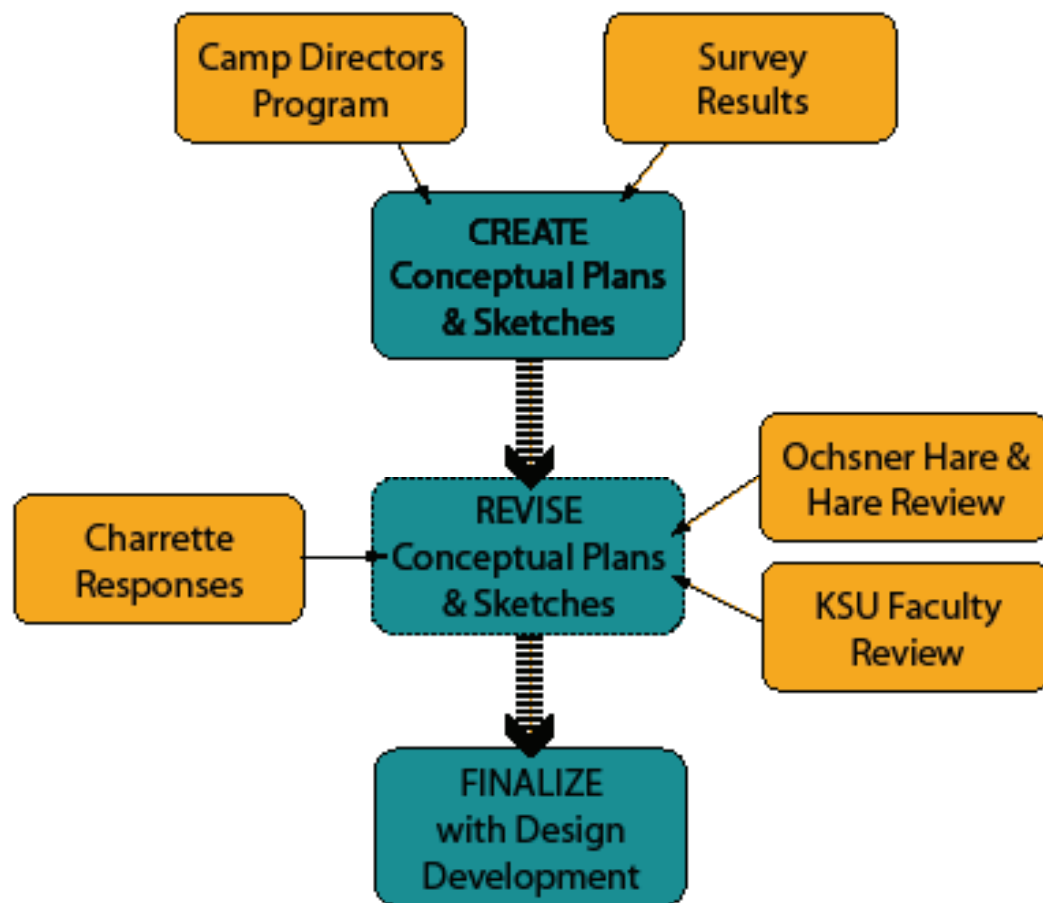 Camp Directors
Program
Survey
Results
CREATE
Conceptual Plans
& Sketches
Ochsner Hare &
Hare Review
REVISE
Conceptual Plans
& Sketches
Charrette
Responses
KSU Faculty
Review
FINALIZE
with Design
Development